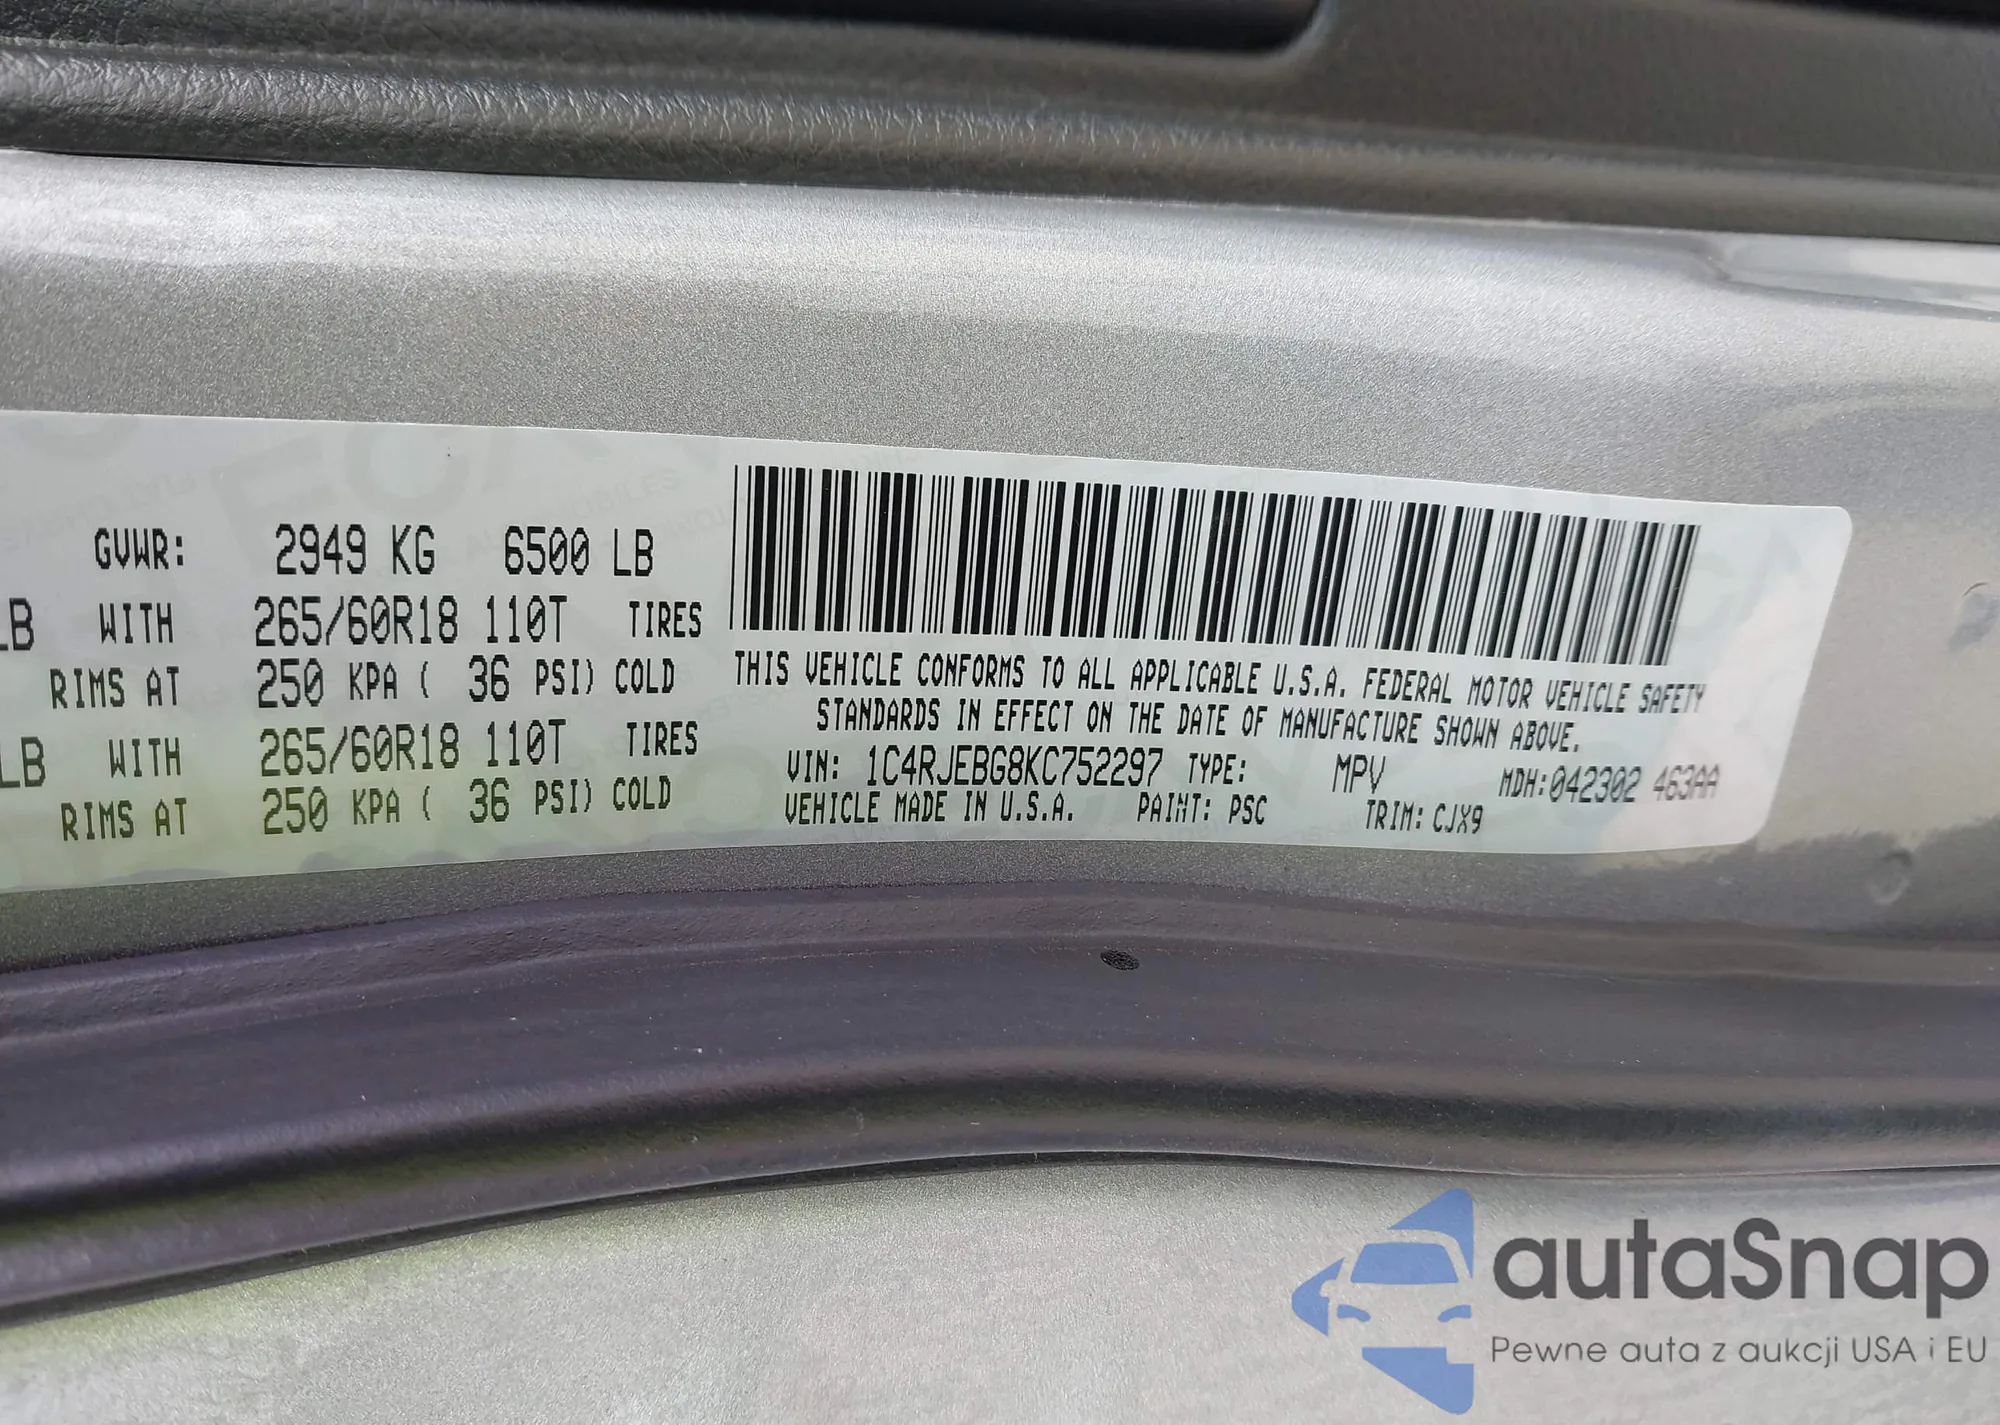 GVWR: 2949 KG 6500 LB
LB WITH 265/60R18 110T TIRES
RIMS AT 250 KPA ( 36 PSI) COLD
LB WITH 265/60R18 110T TIRES
RIMS AT 250 KPA ( 36 PSI) COLD
THIS VEHICLE CONFORMS TO ALL APPLICABLE U.S.A. FEDERAL MOTOR VEHICLE SAFETY
STANDARDS IN EFFECT ON THE DATE OF MANUFACTURE SHOWN ABOVE.
VIN: 1C4RJEBG8KC752297 TYPE: MPV MDH:042302 463AA
VEHICLE MADE IN U.S.A. PAINT: PSC TRIM: CJX9
autaSnap
Pewne auta z aukcji USA i EU